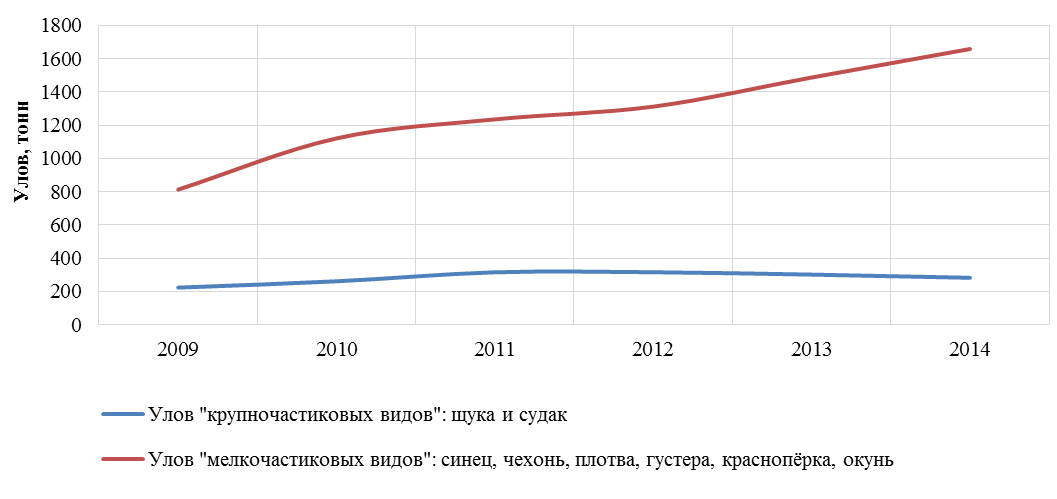 1800
1600
1400
1200
1000
800
600
400
200
0
Улов, тонн
2009 2010 2011 2012 2013 2014
Улов "крупночастиковых видов": щука и судак
Улов "мелкочастиковых видов": синец, чехонь, плотва, густера, краснопёрка, окунь